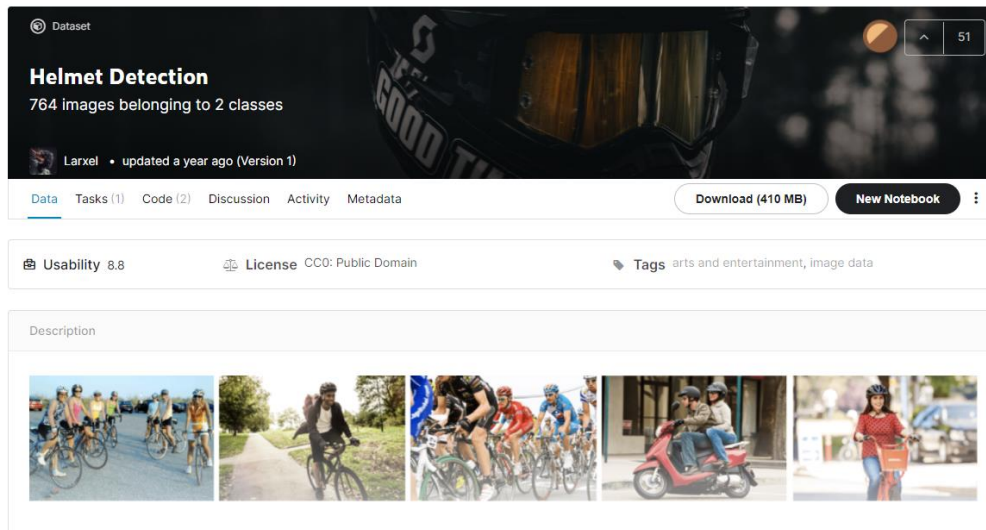 Dataset
51
Helmet Detection
764 images belonging to 2 classes
GOOD
Larxel • updated a year ago (Version 1)
Data Tasks (1) Code (2) Discussion Activity Metadata Download (410 MB) New Notebook
Usability 8.8 License CC0: Public Domain Tags arts and entertainment, image data
Description